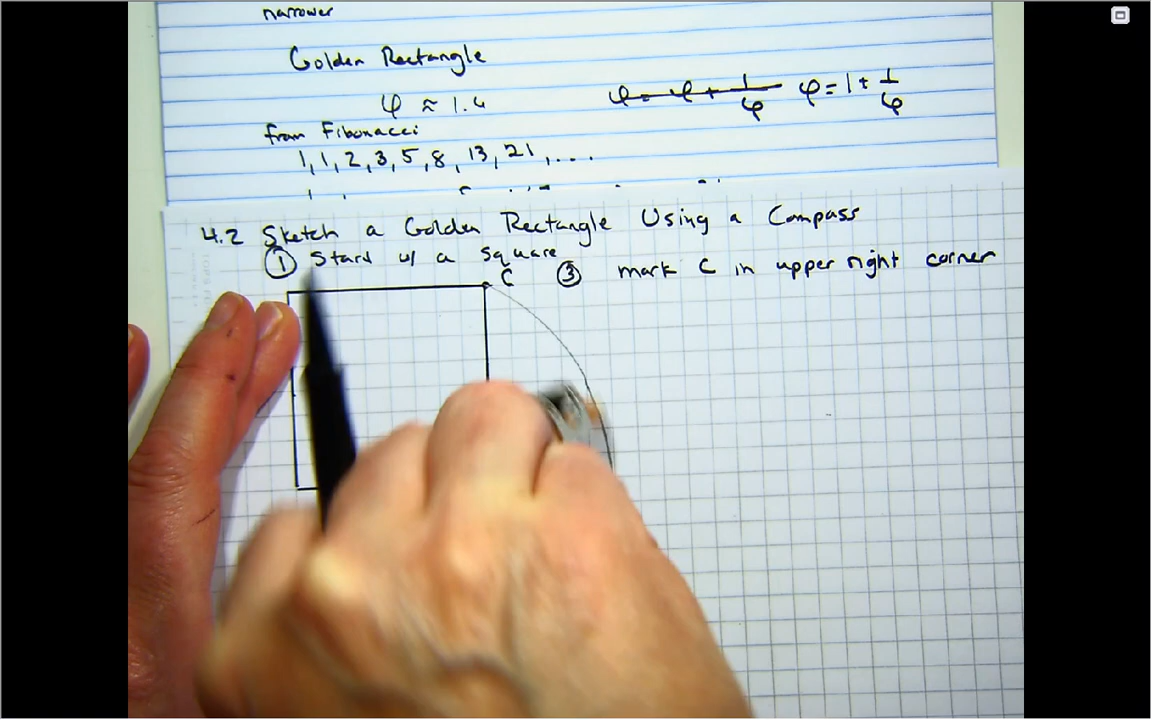 narrower
Golden Rectangle
φ ≈ 1.6
φ = φ + 1/φ φ = 1 + 1/φ
from Fibonacci
1, 1, 2, 3, 5, 8, 13, 21, ...
4.2 Sketch a Golden Rectangle Using a Compass
① Start w/ a square
C ③ mark C in upper right corner